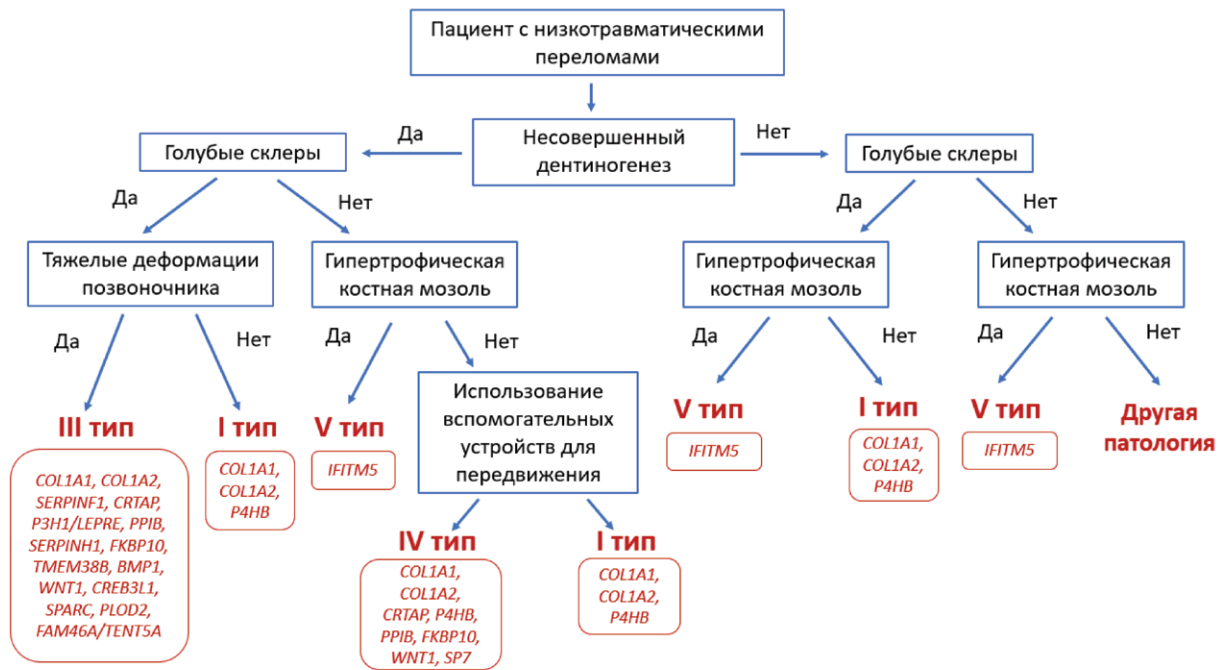 Пациент с низкотравматическими
переломами
Да
Несовершенный
дентиногенез
Нет
Голубые склеры
Голубые склеры
Да
Нет
Да
Нет
Тяжелые деформации
позвоночника
Гипертрофическая
костная мозоль
Гипертрофическая
костная мозоль
Гипертрофическая
костная мозоль
Да
Нет
Да
Нет
Да
Нет
Да
Нет
III тип
COL1A1, COL1A2,
SERPINF1, CRTAP,
P3H1/LEPRE, PPIB,
SERPINH1, FKBP10,
TMEM38B, BMP1,
WNT1, CREB3L1,
SPARC, PLOD2,
FAM46A/TENT5A
I тип
COL1A1,
COL1A2,
P4HB
V тип
IFITM5
Использование
вспомогательных
устройств для
передвижения
Да
Нет
IV тип
COL1A1,
COL1A2,
CRTAP, P4HB,
PPIB, FKBP10,
WNT1, SP7
I тип
COL1A1,
COL1A2,
P4HB
V тип
IFITM5
I тип
COL1A1,
COL1A2,
P4HB
V тип
IFITM5
Другая
патология